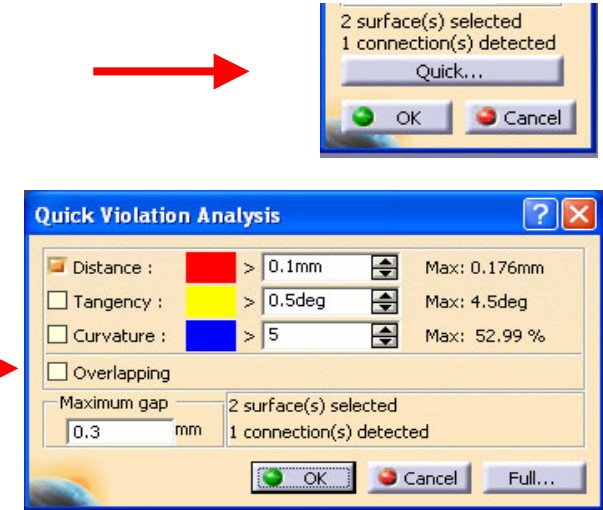 2 surface(s) selected
1 connection(s) detected
Quick...
OK Cancel
Quick Violation Analysis ?
Distance : > 0.1mm Max: 0.176mm
Tangency : > 0.5deg Max: 4.5deg
Curvature : > 5 Max: 52.99 %
Overlapping
Maximum gap 2 surface(s) selected
0.3 mm 1 connection(s) detected
OK Cancel Full...